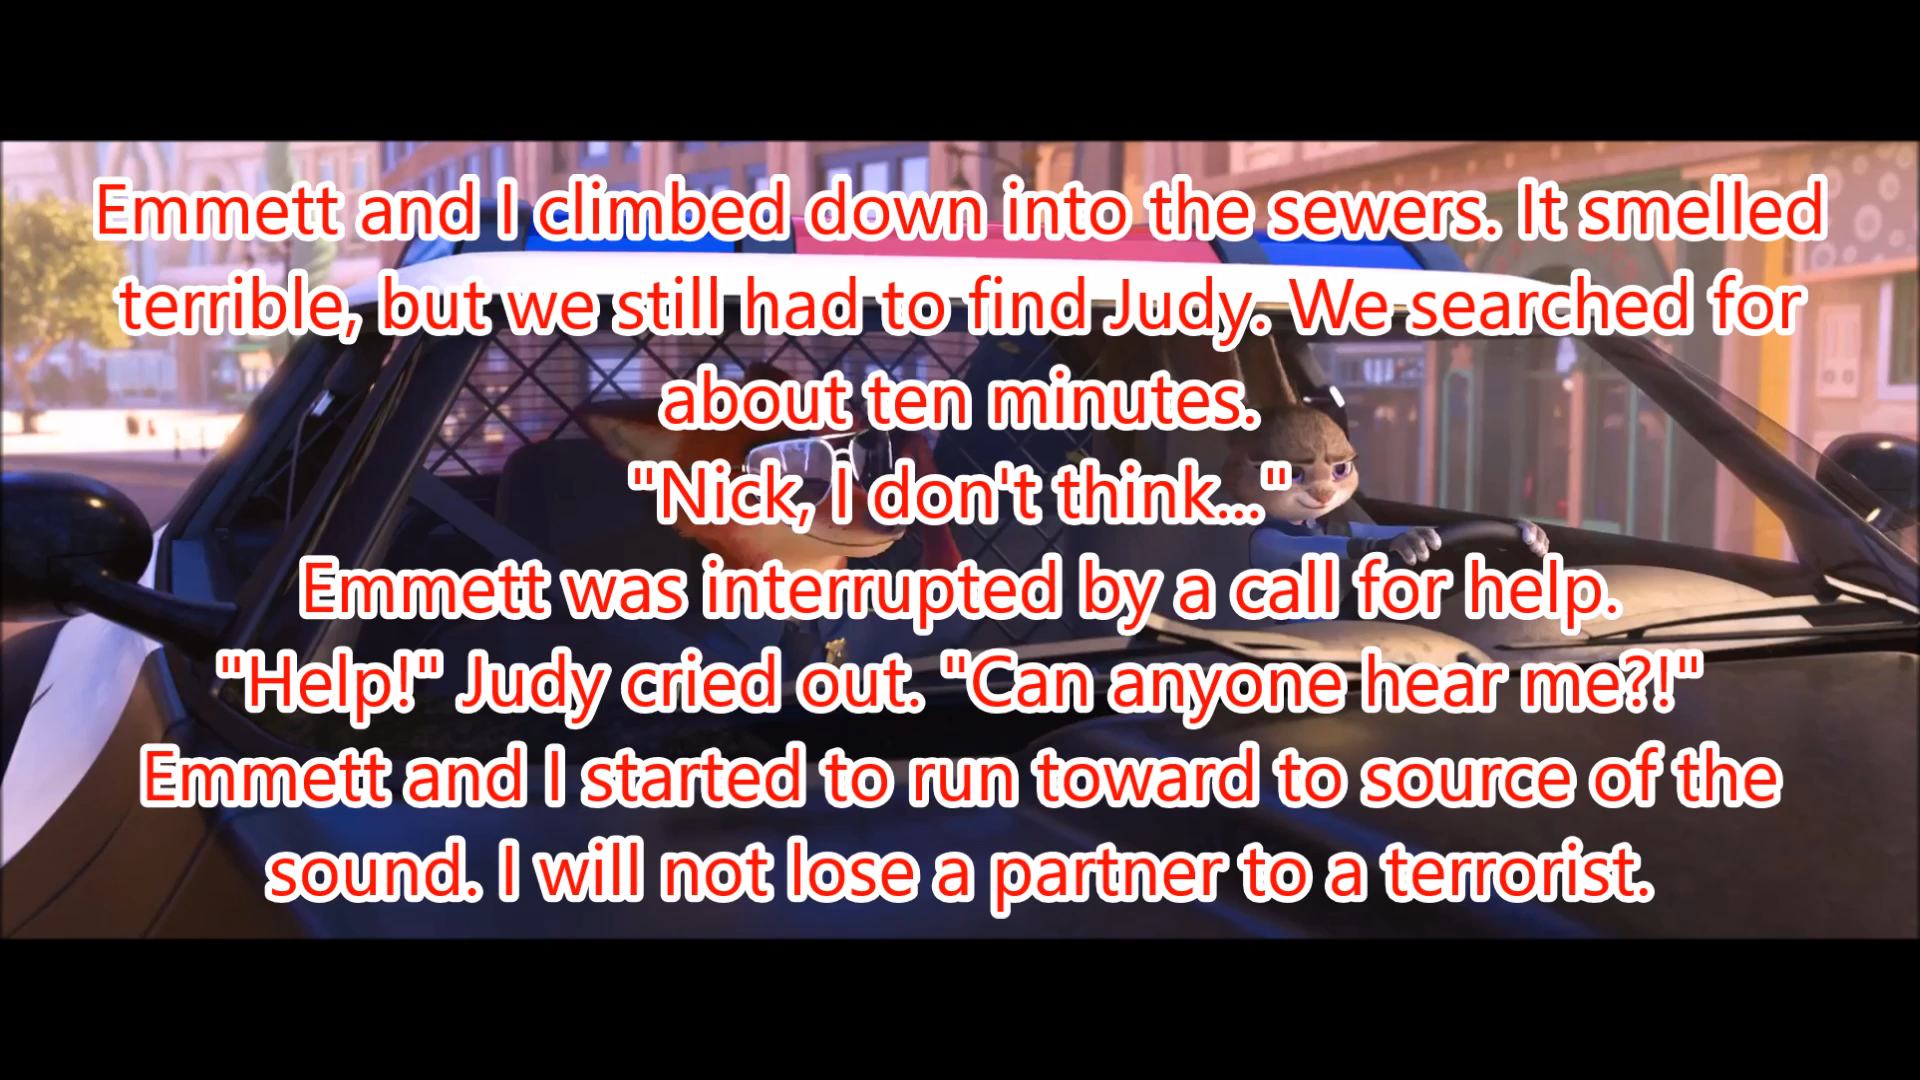 Emmett and I climbed down into the sewers. It smelled
terrible, but we still had to find Judy. We searched for
about ten minutes.
"Nick, I don't think..."
Emmett was interrupted by a call for help.
"Help!" Judy cried out. "Can anyone hear me?!"
Emmett and I started to run toward to source of the
sound. I will not lose a partner to a terrorist.